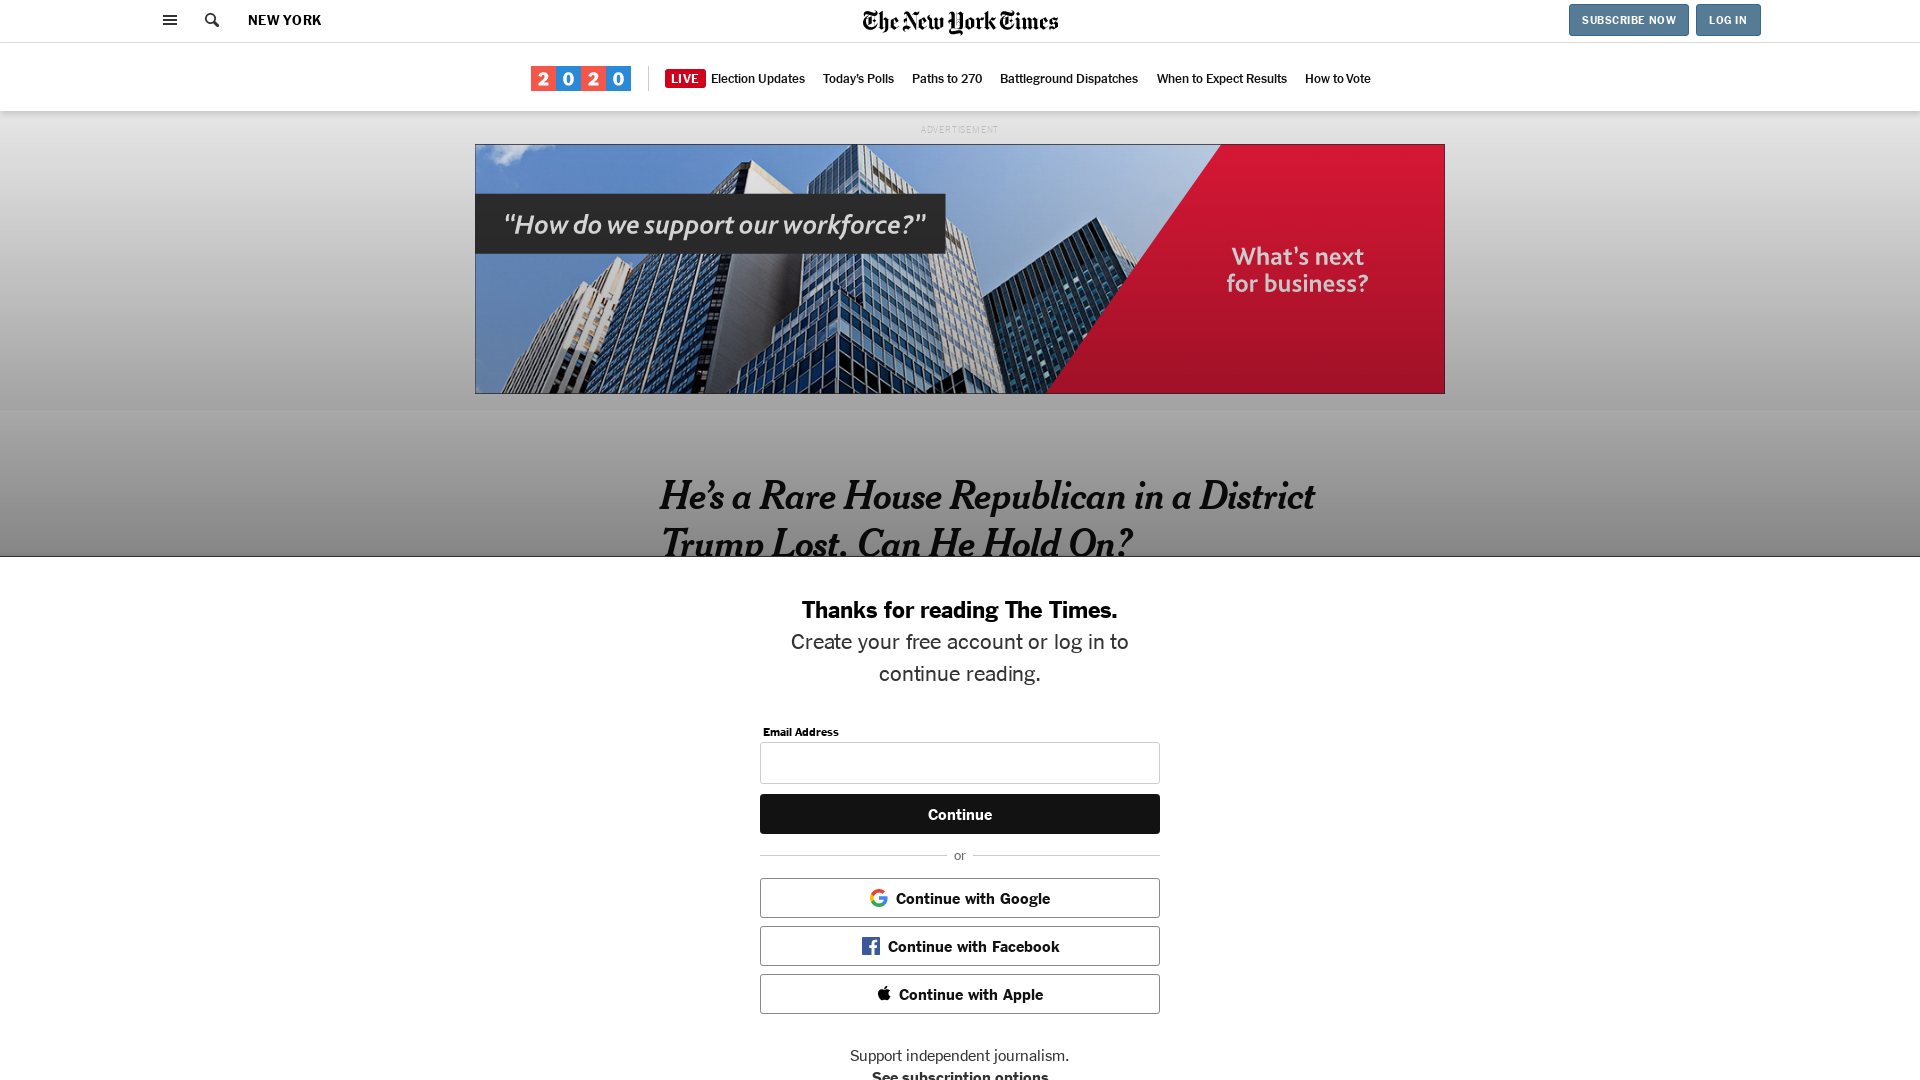 NEW YORK
The New York Times
SUBSCRIBE NOW
LOG IN
2020
LIVE Election Updates
Today's Polls
Paths to 270
Battleground Dispatches
When to Expect Results
How to Vote
ADVERTISEMENT
“How do we support our workforce?”
What's next
for business?
He's a Rare House Republican in a District
Trump Lost. Can He Hold On?
Thanks for reading The Times.
Create your free account or log in to
continue reading.
Email Address
Continue
or
Continue with Google
Continue with Facebook
Continue with Apple
Support independent journalism.
See subscription options